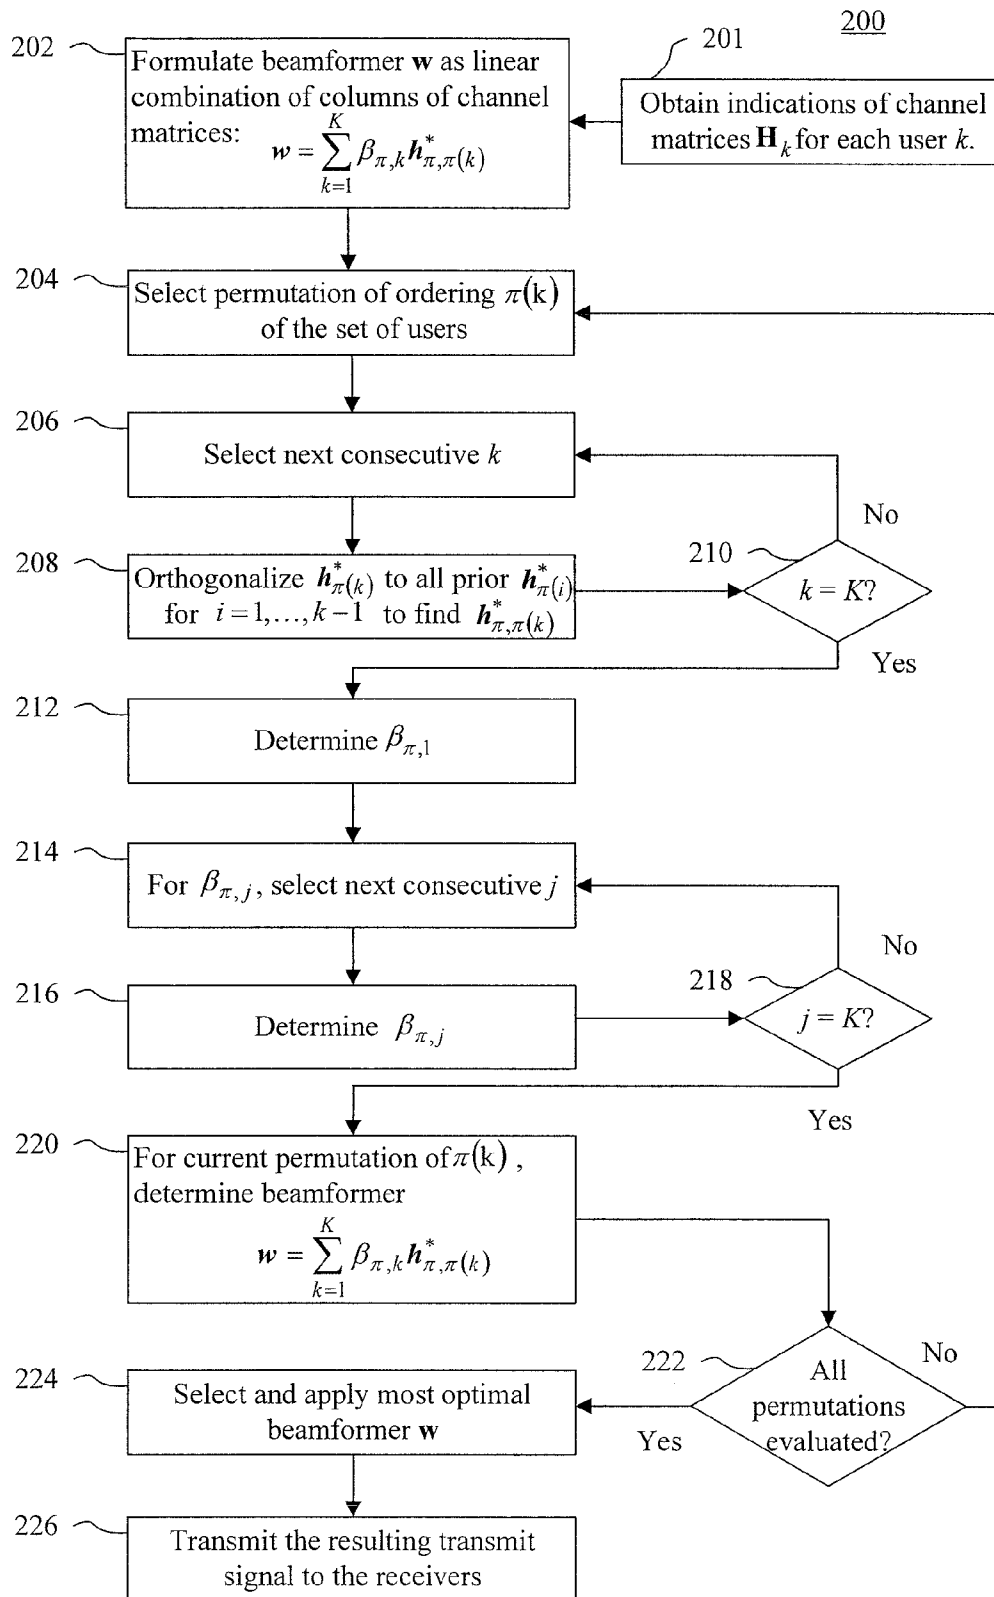 200
202
Formulate beamformer w as linear
combination of columns of channel
matrices:
w = \sum_{k=1}^{K} β_{π,k} h^*_{π,π(k)}
201
Obtain indications of channel
matrices H_k for each user k.
204
Select permutation of ordering π(k)
of the set of users
206
Select next consecutive k
No
208
Orthogonalize h^*_{π(k)} to all prior h^*_{π(i)}
for i=1,…,k−1 to find h^*_{π,π(k)}
210
k = K?
Yes
212
Determine β_{π,1}
214
For β_{π,j}, select next consecutive j
No
216
Determine β_{π,j}
218
j = K?
Yes
220
For current permutation of π(k) ,
determine beamformer
w = \sum_{k=1}^{K} β_{π,k} h^*_{π,π(k)}
222
No
All
permutations
evaluated?
Yes
224
Select and apply most optimal
beamformer w
226
Transmit the resulting transmit
signal to the receivers